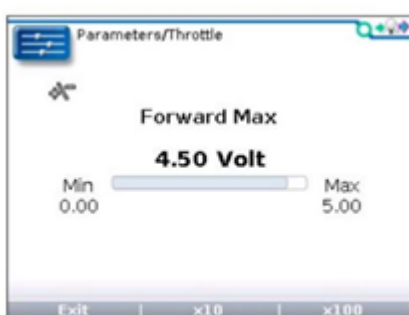 Parameters/Throttle
Forward Max
4.50 Volt
Min
Max
0.00
5.00
Exit | x10 | x100